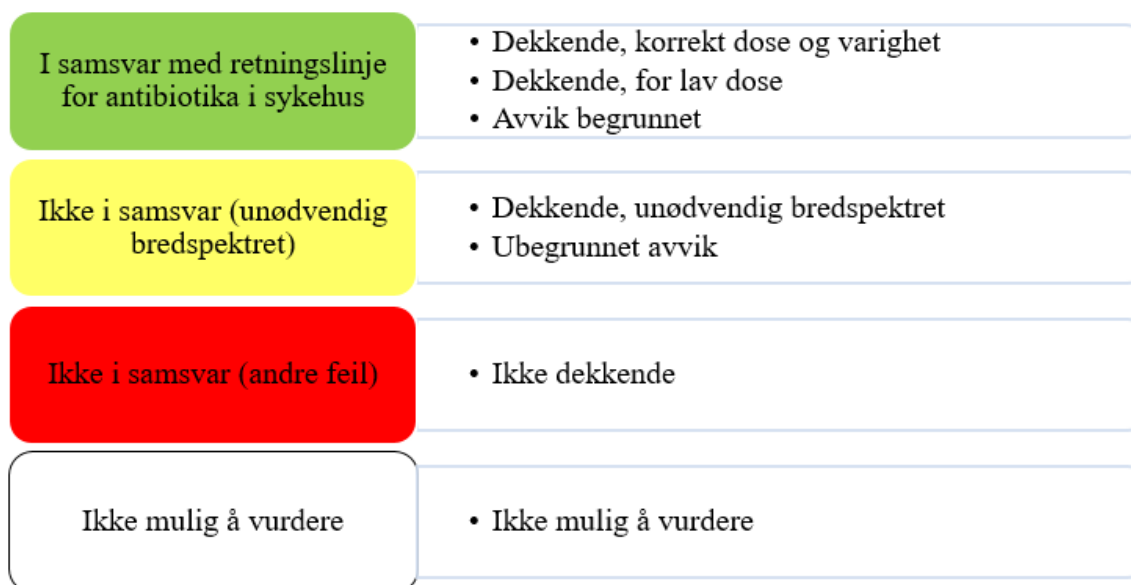 I samsvar med retningslinje
for antibiotika i sykehus
• Dekkende, korrekt dose og varighet
• Dekkende, for lav dose
• Avvik begrunnet
Ikke i samsvar (unødvendig
bredspektret)
• Dekkende, unødvendig bredspektret
• Ubegrunnet avvik
Ikke i samsvar (andre feil)
• Ikke dekkende
Ikke mulig å vurdere
• Ikke mulig å vurdere